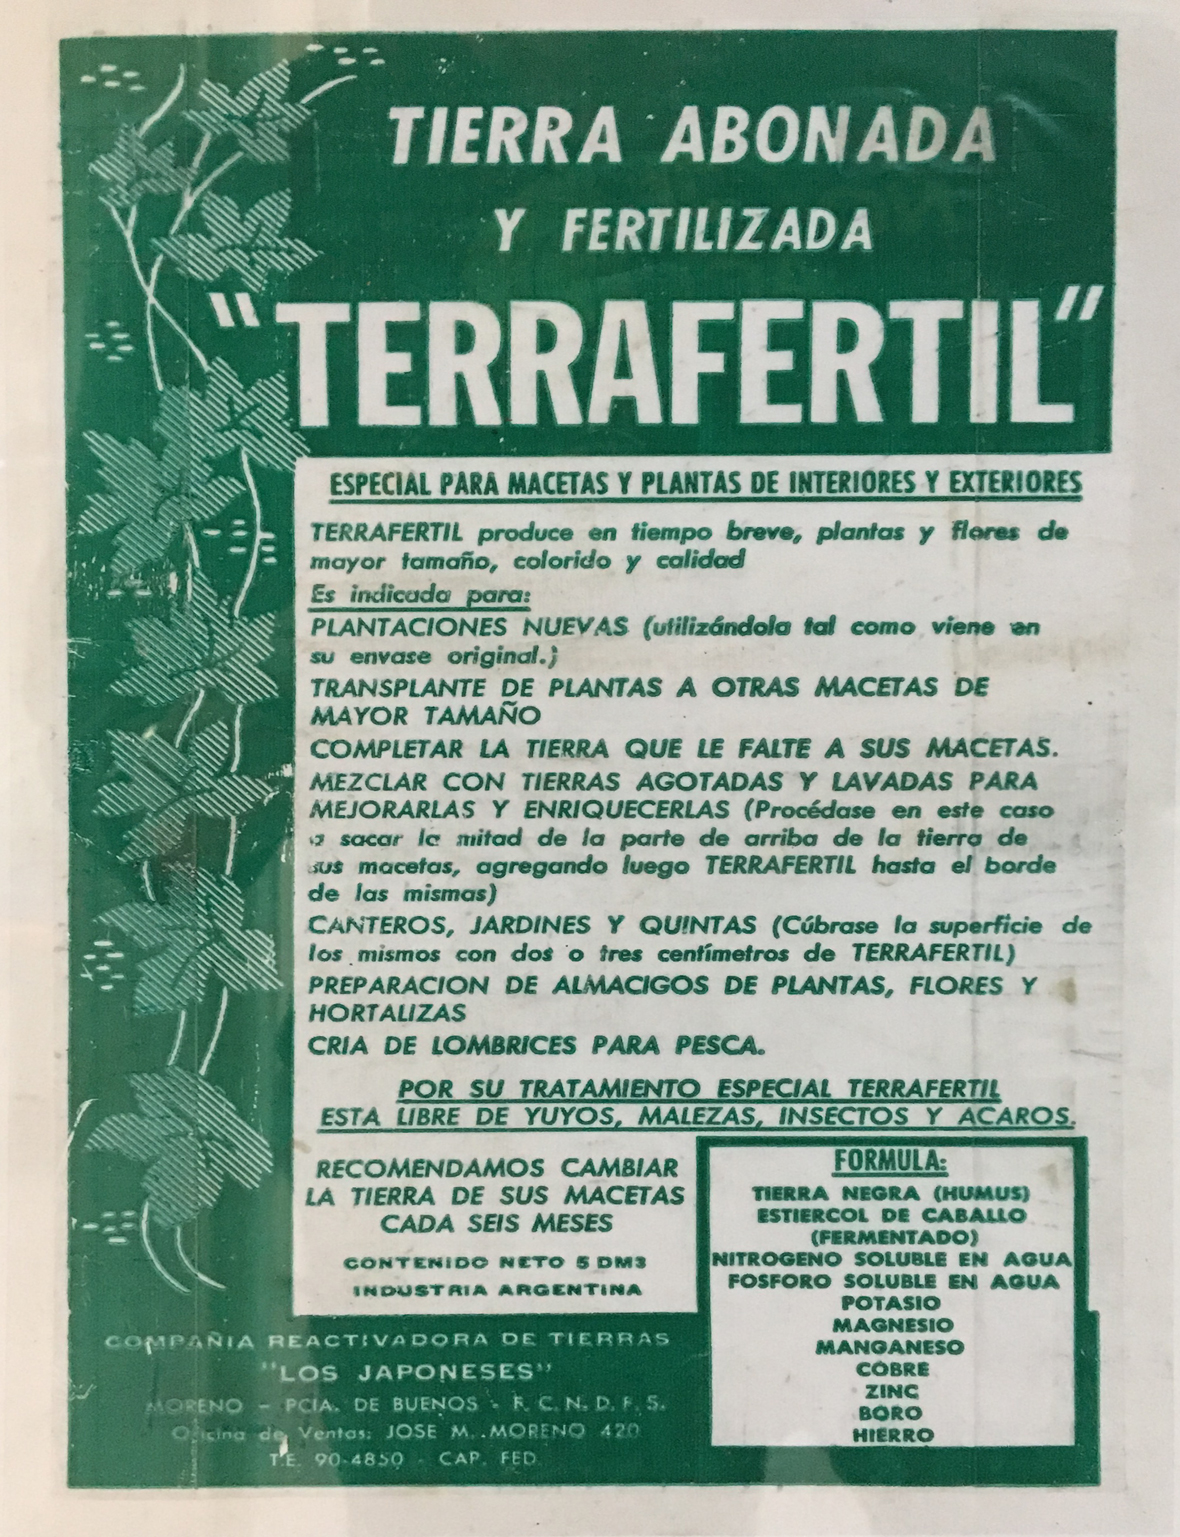 TIERRA ABONADA
Y FERTILIZADA
"TERRAFERTIL"
ESPECIAL PARA MACETAS Y PLANTAS DE INTERIORES Y EXTERIORES
TERRAFERTIL produce en tiempo breve, plantas y flores de
mayor tamaño, colorido y calidad
Es indicada para:
PLANTACIONES NUEVAS (utilizándola tal como viene en
su envase original.)
TRANSPLANTE DE PLANTAS A OTRAS MACETAS DE
MAYOR TAMAÑO
COMPLETAR LA TIERRA QUE LE FALTE A SUS MACETAS.
MEZCLAR CON TIERRAS AGOTADAS Y LAVADAS PARA
MEJORARLAS Y ENRIQUECERLAS (Procédase en este caso
a sacar la mitad de la parte de arriba de la tierra de
sus macetas, agregando luego TERRAFERTIL hasta el borde
de las mismas)
CANTEROS, JARDINES Y QUINTAS (Cúbrase la superficie de
los mismos con dos o tres centímetros de TERRAFERTIL)
PREPARACION DE ALMACIGOS DE PLANTAS, FLORES Y
HORTALIZAS
CRIA DE LOMBRICES PARA PESCA.
POR SU TRATAMIENTO ESPECIAL TERRAFERTIL
ESTA LIBRE DE YUYOS, MALEZAS, INSECTOS Y ACAROS.
RECOMENDAMOS CAMBIAR
LA TIERRA DE SUS MACETAS
CADA SEIS MESES
CONTENIDO NETO 5 DM3
INDUSTRIA ARGENTINA
FORMULA:
TIERRA NEGRA (HUMUS)
ESTIERCOL DE CABALLO
(FERMENTADO)
NITROGENO SOLUBLE EN AGUA
FOSFORO SOLUBLE EN AGUA
POTASIO
MAGNESIO
MANGANESO
COBRE
ZINC
BORO
HIERRO
COMPAÑIA REACTIVADORA DE TIERRAS
"LOS JAPONESES"
MORENO - PCIA. DE BUENOS - F. C. N. D. F. S.
Oficina de Ventas: JOSE M. MORENO 420
T.E. 90-4850 - CAP. FED.